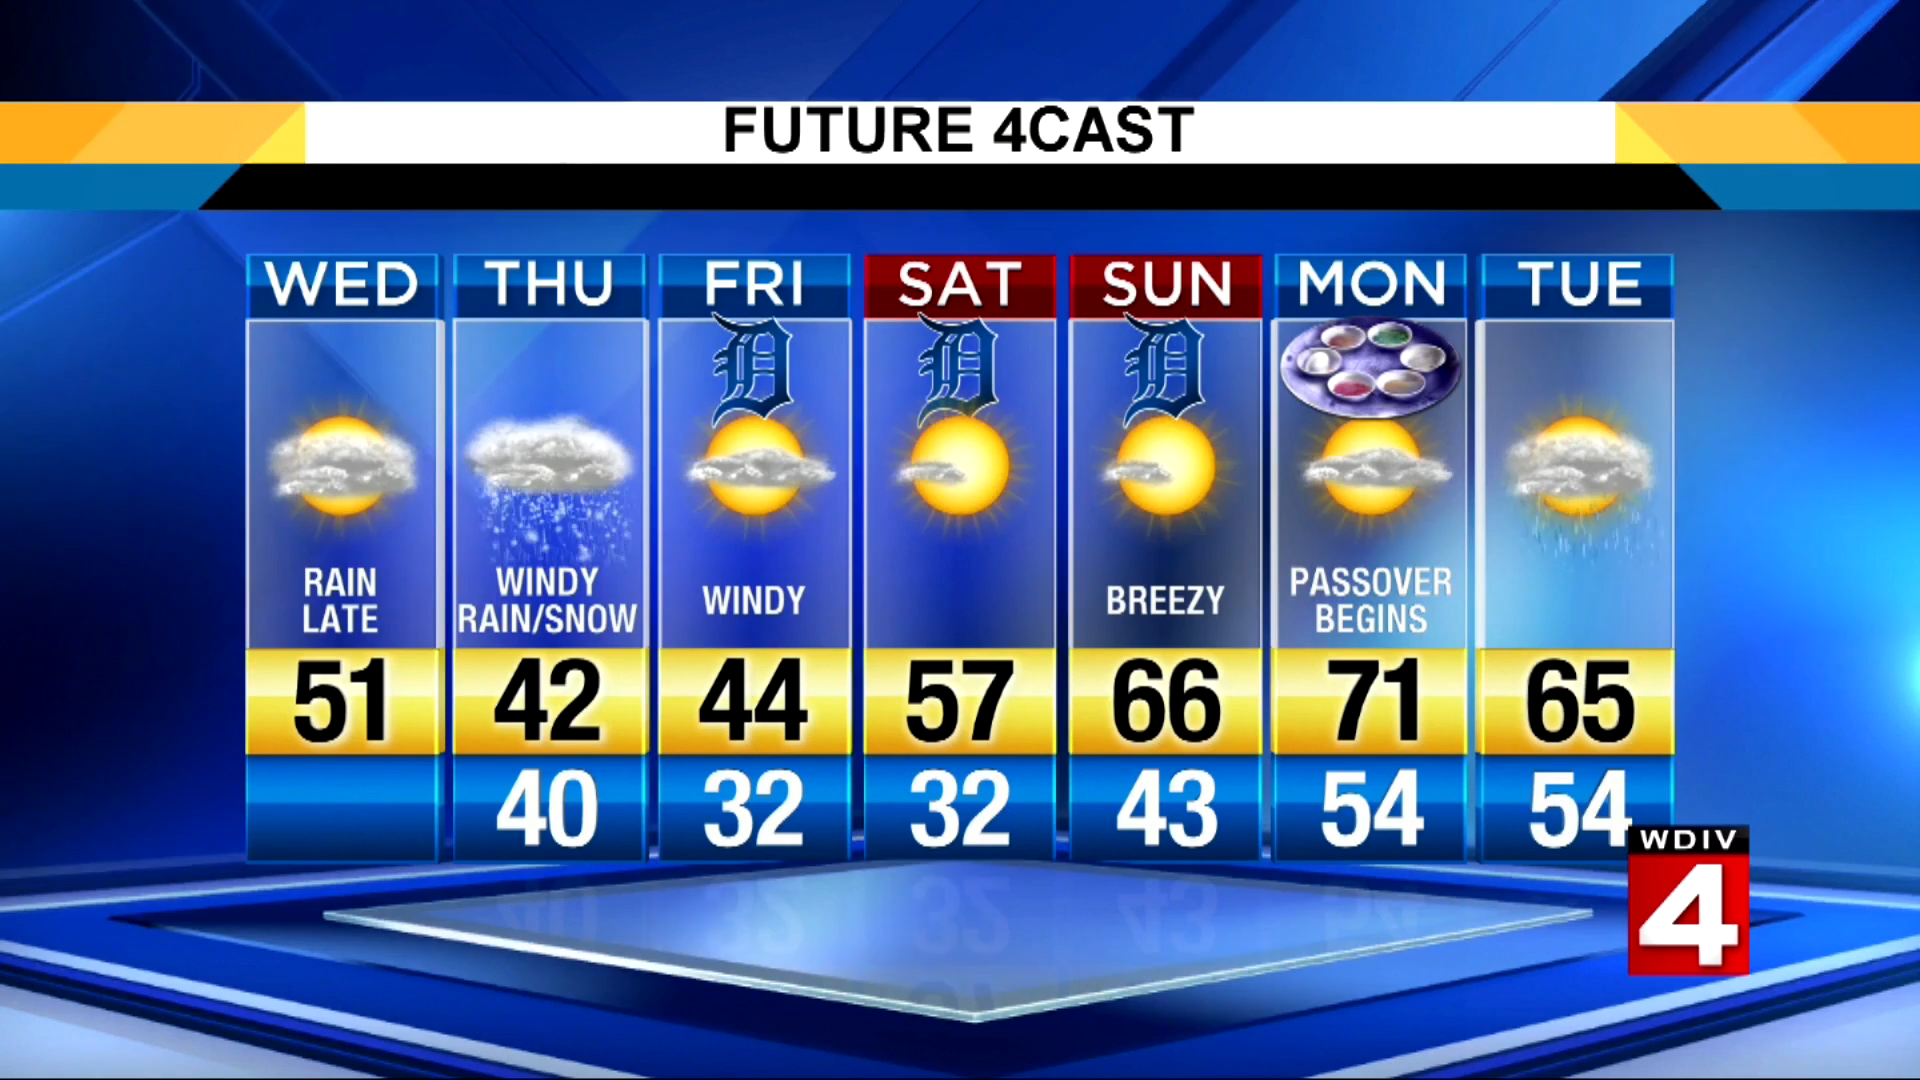 FUTURE 4CAST
WED THU FRI SAT SUN MON TUE
D D D
RAIN LATE
WINDY RAIN/SNOW
WINDY
BREEZY
PASSOVER BEGINS
51 42 44 57 66 71 65
40 32 32 43 54 54
WDIV
4